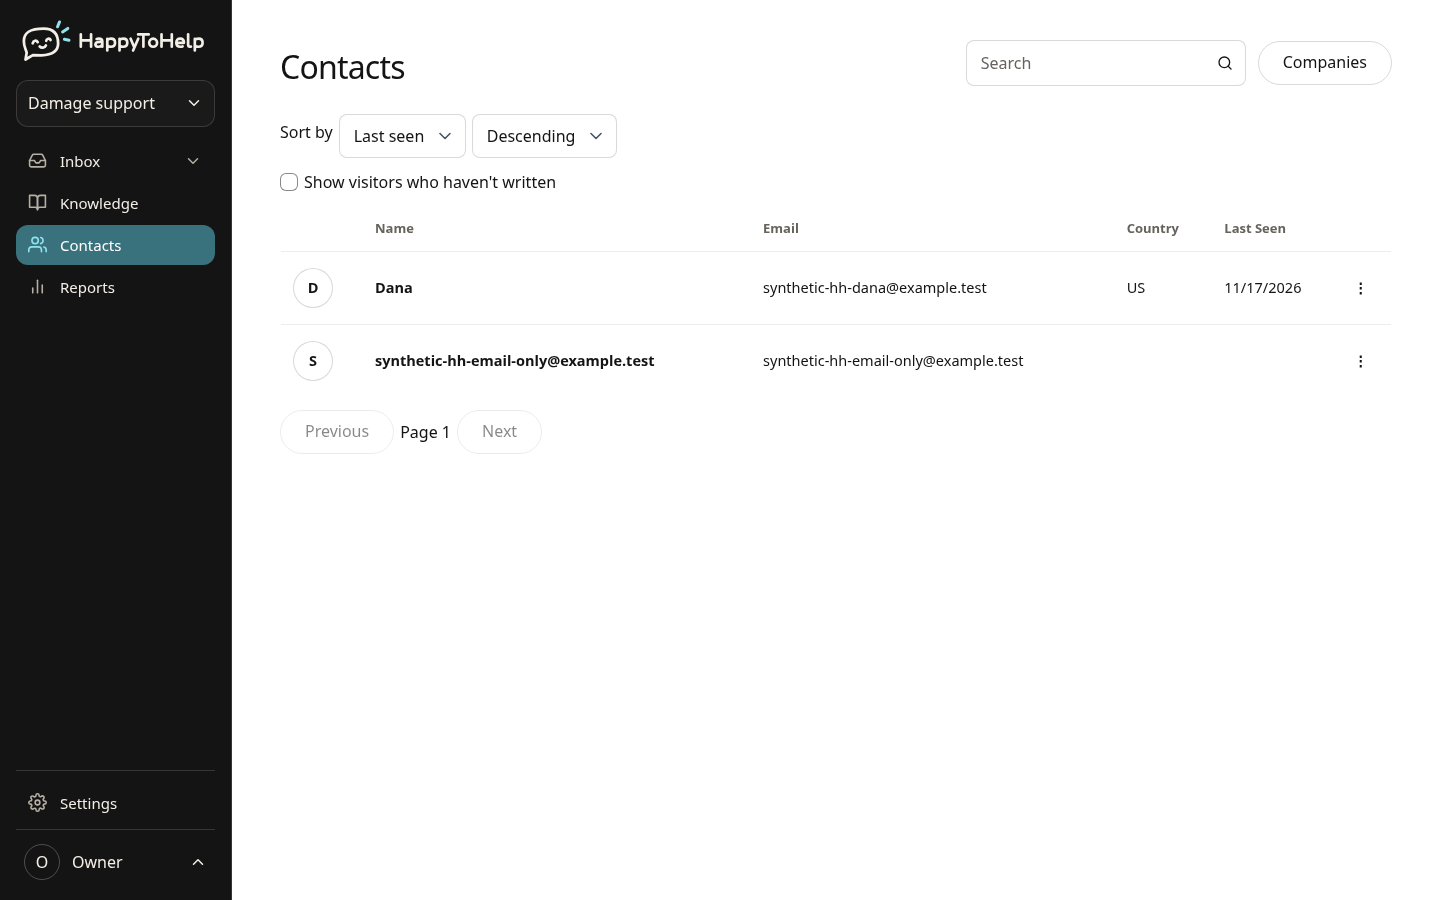 HappyToHelp
Damage support
Inbox
Knowledge
Contacts
Reports
Settings
O Owner
Contacts
Search
Companies
Sort by Last seen Descending
Show visitors who haven't written
Name Email Country Last Seen
D Dana synthetic-hh-dana@example.test US 11/17/2026
S synthetic-hh-email-only@example.test synthetic-hh-email-only@example.test
Previous Page 1 Next